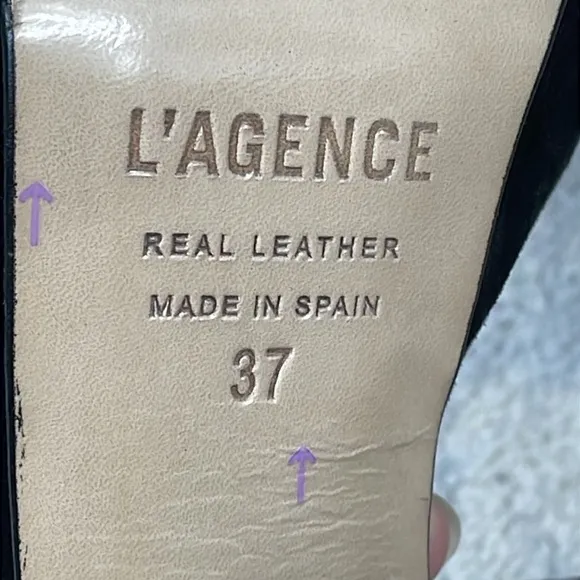 L'AGENCE
REAL LEATHER
MADE IN SPAIN
37